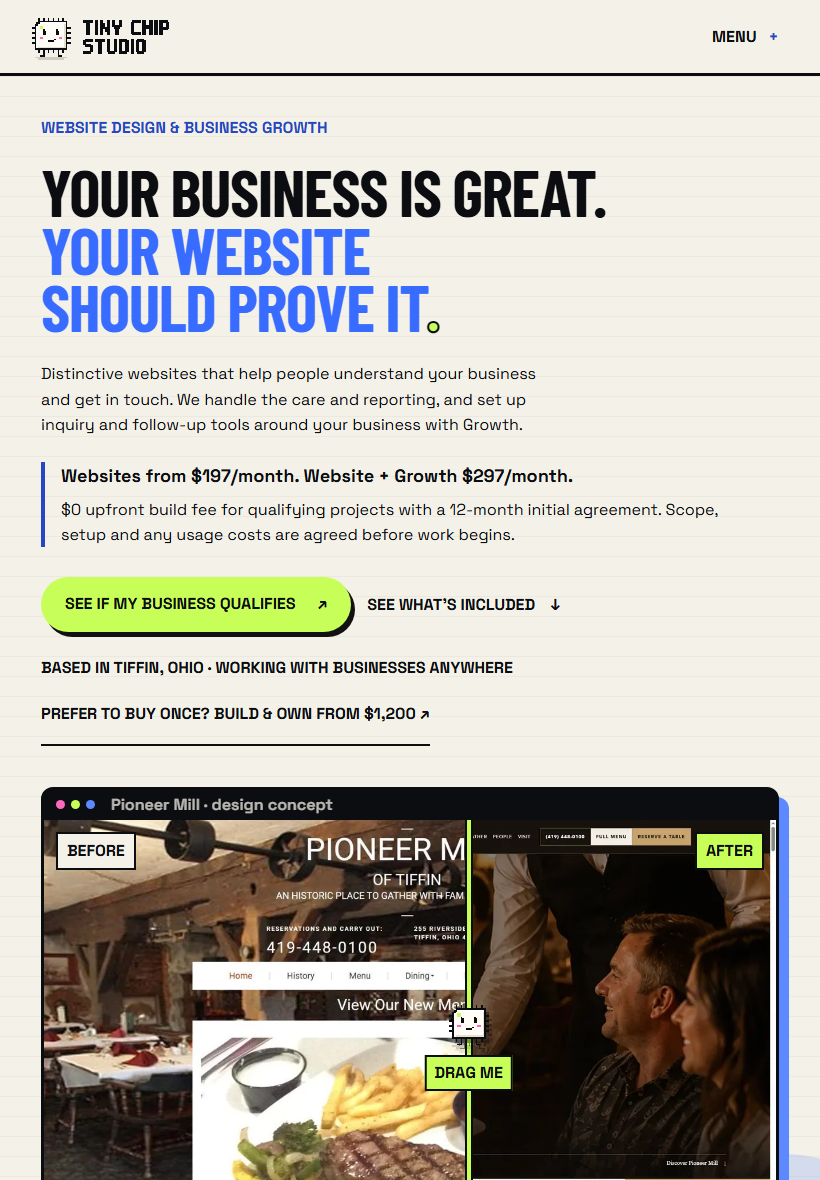 TINY CHIP
STUDIO
MENU +
WEBSITE DESIGN & BUSINESS GROWTH
YOUR BUSINESS IS GREAT.
YOUR WEBSITE
SHOULD PROVE IT.
Distinctive websites that help people understand your business
and get in touch. We handle the care and reporting, and set up
inquiry and follow-up tools around your business with Growth.
Websites from $197/month. Website + Growth $297/month.
$0 upfront build fee for qualifying projects with a 12-month initial agreement. Scope,
setup and any usage costs are agreed before work begins.
SEE IF MY BUSINESS QUALIFIES ↗
SEE WHAT'S INCLUDED ↓
BASED IN TIFFIN, OHIO · WORKING WITH BUSINESSES ANYWHERE
PREFER TO BUY ONCE? BUILD & OWN FROM $1,200 ↗
Pioneer Mill · design concept
BEFORE
PIONEER M
OF TIFFIN
AN HISTORIC PLACE TO GATHER WITH FAM
RESERVATIONS AND CARRY OUT:
419-448-0100
255 RIVERSIDE
TIFFIN, OHIO 4
Home History Menu Dining
View Our New Men
THER PEOPLE VISIT (419) 448-0100 FULL MENU RESERVE A TABLE
AFTER
DRAG ME
Discover Pioneer Mill